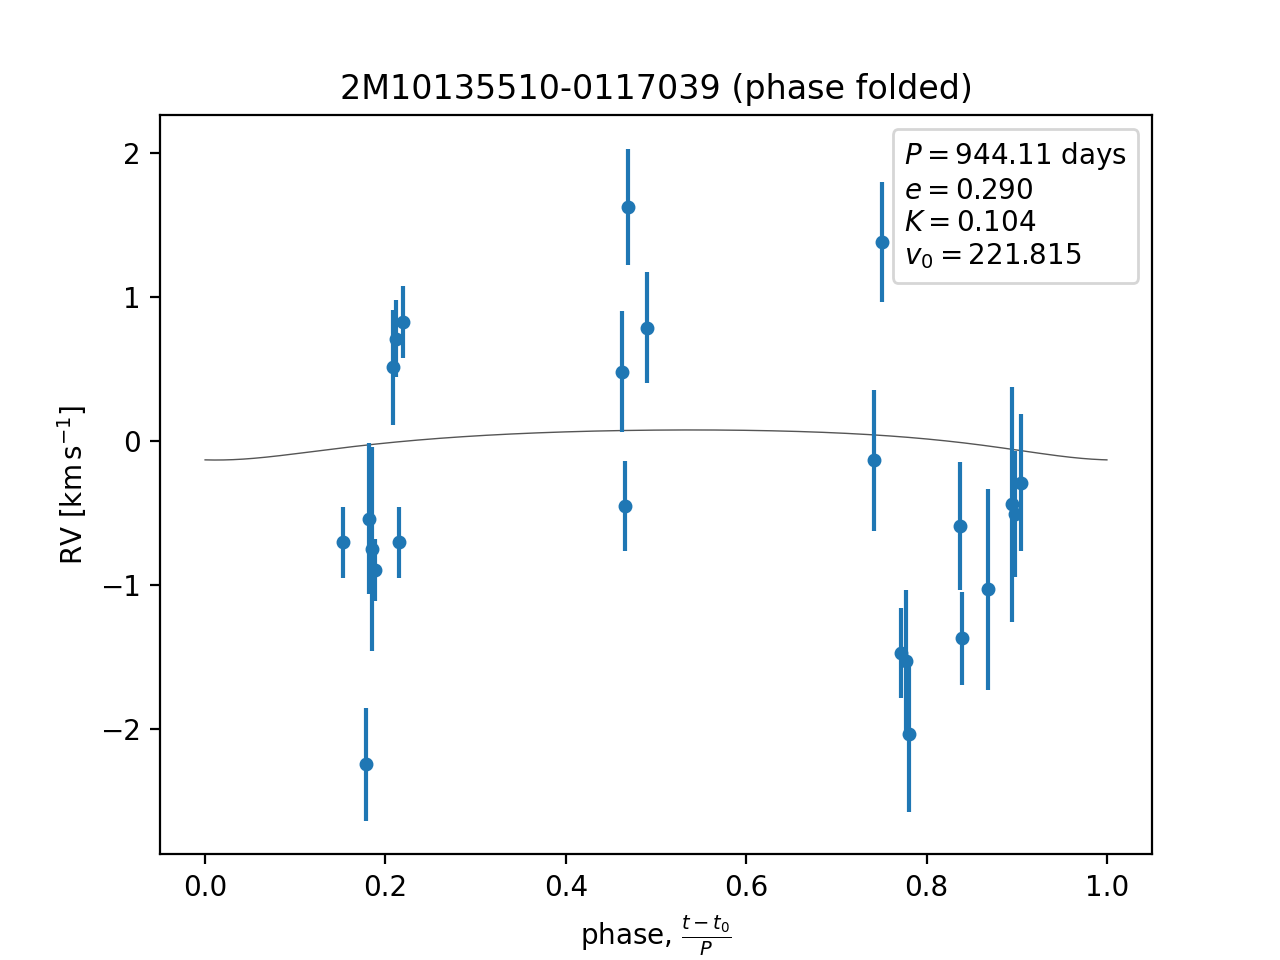 2M10135510-0117039 (phase folded)
P = 944.11 days
e = 0.290
K = 0.104
v₀ = 221.815
RV [km s⁻¹]
2
1
0
−1
−2
0.0 0.2 0.4 0.6 0.8 1.0
phase, (t − t₀)/P